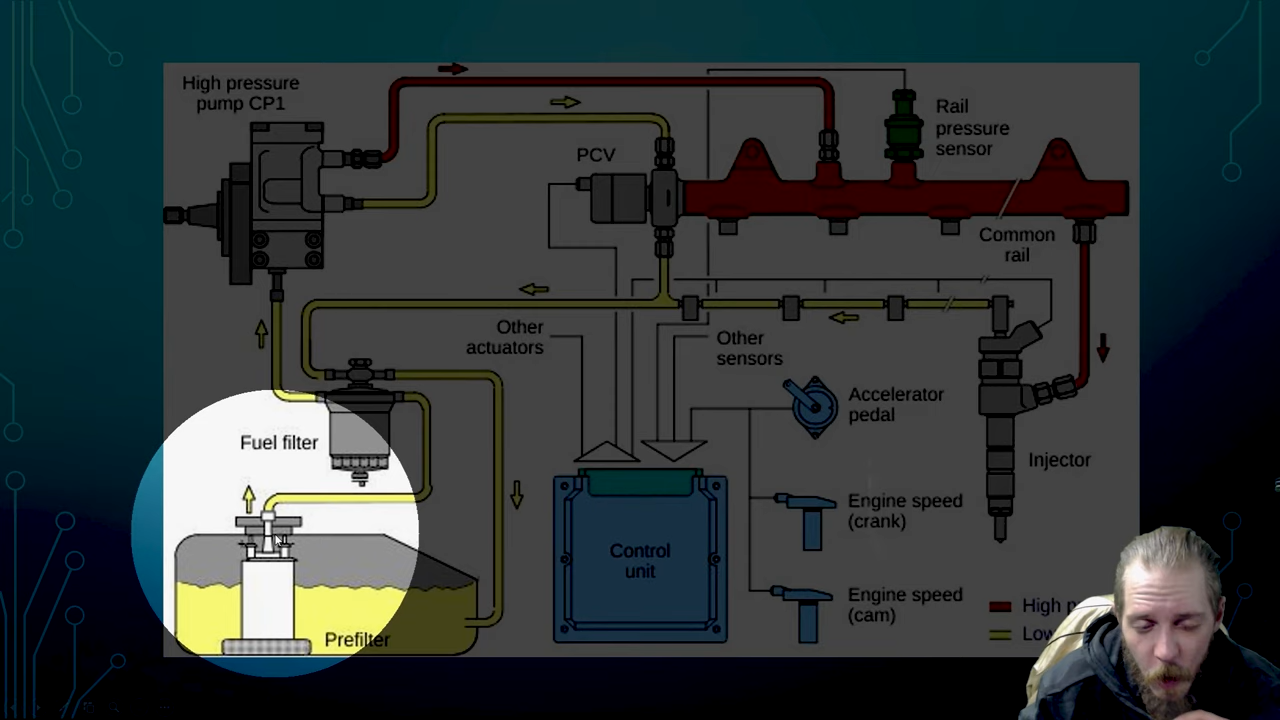 High pressure
pump CP1
Rail
pressure
sensor
PCV
Common
rail
Other
actuators
Other
sensors
Accelerator
pedal
Fuel filter
Injector
Engine speed
(crank)
Control
unit
Engine speed
(cam)
High
Prefilter